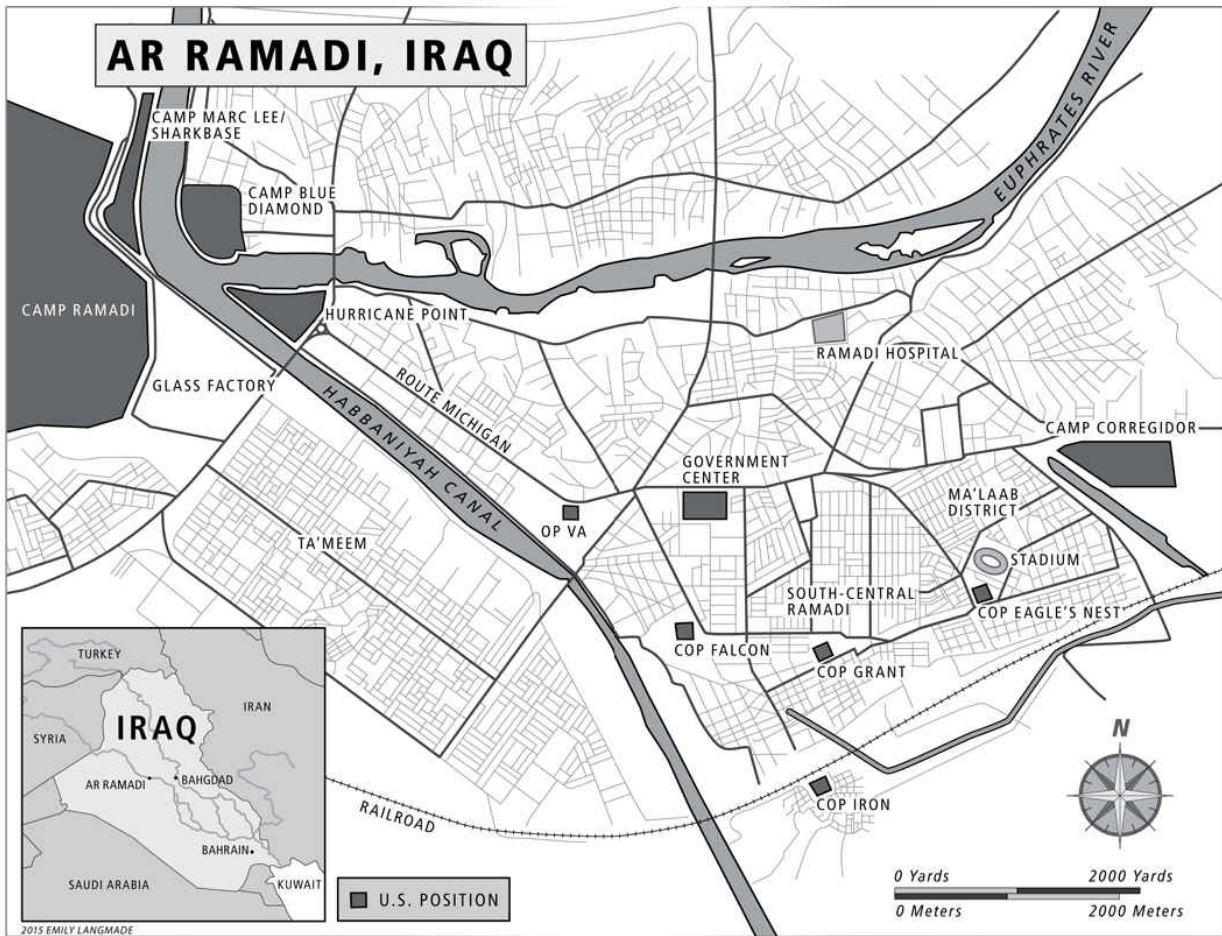 AR RAMADI, IRAQ
CAMP MARC LEE/
SHARKBASE
CAMP BLUE
DIAMOND
EUPHRATES RIVER
CAMP RAMADI
HURRICANE POINT
RAMADI HOSPITAL
GLASS FACTORY
ROUTE MICHIGAN
HABBANIYAH CANAL
CAMP CORREGIDOR
GOVERNMENT
CENTER
MA'LAAB
DISTRICT
OP VA
TA'MEEM
STADIUM
SOUTH-CENTRAL
RAMADI
COP EAGLE'S NEST
COP FALCON
COP GRANT
COP IRON
RAILROAD
TURKEY
IRAN
IRAQ
SYRIA
AR RAMADI
BAHGDAD
BAHRAIN
SAUDI ARABIA
KUWAIT
U.S. POSITION
N
0 Yards 2000 Yards
0 Meters 2000 Meters
2015 EMILY LANGMADE